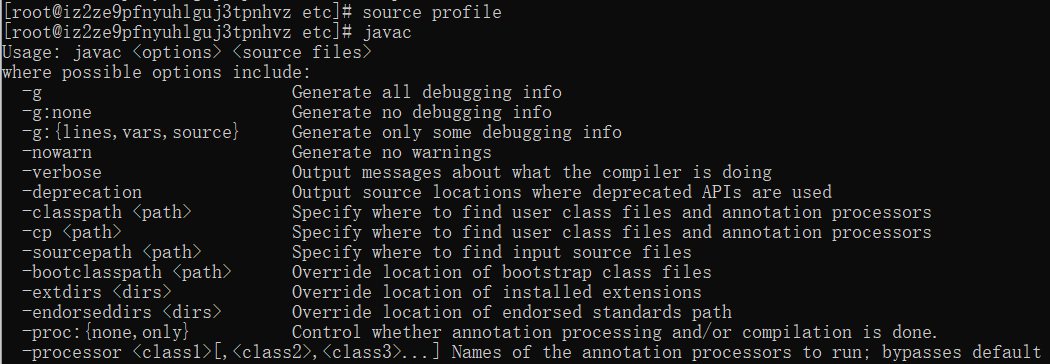 [root@iz2ze9pfnyuhlguj3tpnhvz etc]# source profile
[root@iz2ze9pfnyuhlguj3tpnhvz etc]# javac
Usage: javac <options> <source files>
where possible options include:
  -g                         Generate all debugging info
  -g:none                    Generate no debugging info
  -g:{lines,vars,source}     Generate only some debugging info
  -nowarn                    Generate no warnings
  -verbose                   Output messages about what the compiler is doing
  -deprecation               Output source locations where deprecated APIs are used
  -classpath <path>          Specify where to find user class files and annotation processors
  -cp <path>                 Specify where to find user class files and annotation processors
  -sourcepath <path>         Specify where to find input source files
  -bootclasspath <path>      Override location of bootstrap class files
  -extdirs <dirs>            Override location of installed extensions
  -endorseddirs <dirs>       Override location of endorsed standards path
  -proc:{none,only}          Control whether annotation processing and/or compilation is done.
  -processor <class1>[,<class2>,<class3>...] Names of the annotation processors to run; bypasses default